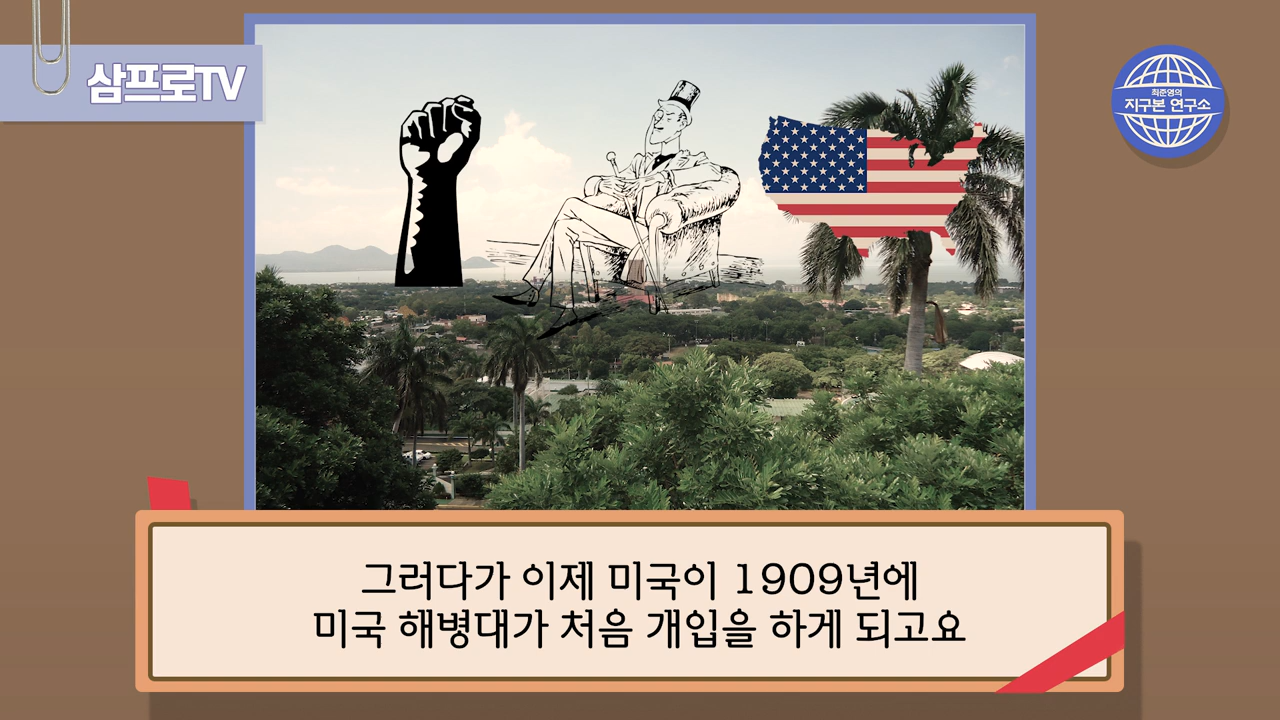 삼프로TV
최준영의
지구본 연구소
그러다가 이제 미국이 1909년에
미국 해병대가 처음 개입을 하게 되고요